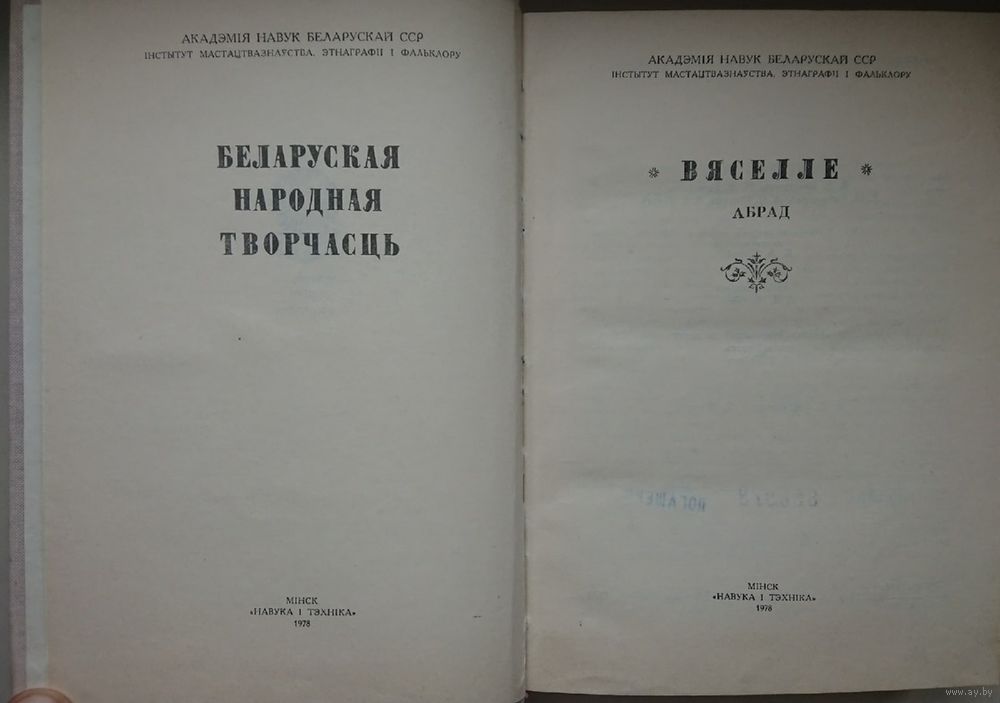 АКАДЭМІЯ НАВУК БЕЛАРУСКАЙ ССР
ІНСТЫТУТ МАСТАЦТВАЗНАЎСТВА, ЭТНАГРАФІІ І ФАЛЬКЛОРУ
БЕЛАРУСКАЯ
НАРОДНАЯ
ТВОРЧАСЦЬ
МІНСК
«НАВУКА І ТЭХНІКА»
1978
АКАДЭМІЯ НАВУК БЕЛАРУСКАЙ ССР
ІНСТЫТУТ МАСТАЦТВАЗНАЎСТВА, ЭТНАГРАФІІ І ФАЛЬКЛОРУ
* ВЯСЕЛЛЕ *
АБРАД
МІНСК
«НАВУКА І ТЭХНІКА»
1978
www.ay.by